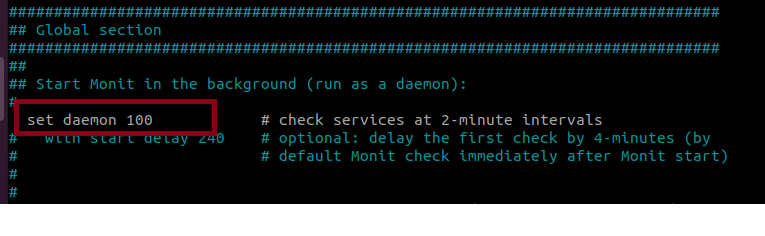 ###############################################################################
## Global section
###############################################################################
##
## Start Monit in the background (run as a daemon):
#
set daemon 100 # check services at 2-minute intervals
# with start delay 240 # optional: delay the first check by 4-minutes (by
# # default Monit check immediately after Monit start)
#
#